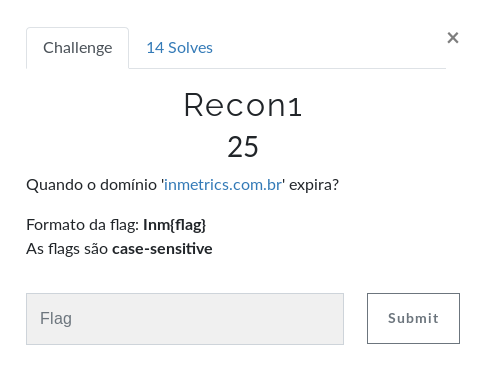 Challenge
14 Solves
×
Recon1
25
Quando o domínio 'inmetrics.com.br' expira?
Formato da flag: Inm{flag}
As flags são case-sensitive
Flag
Submit